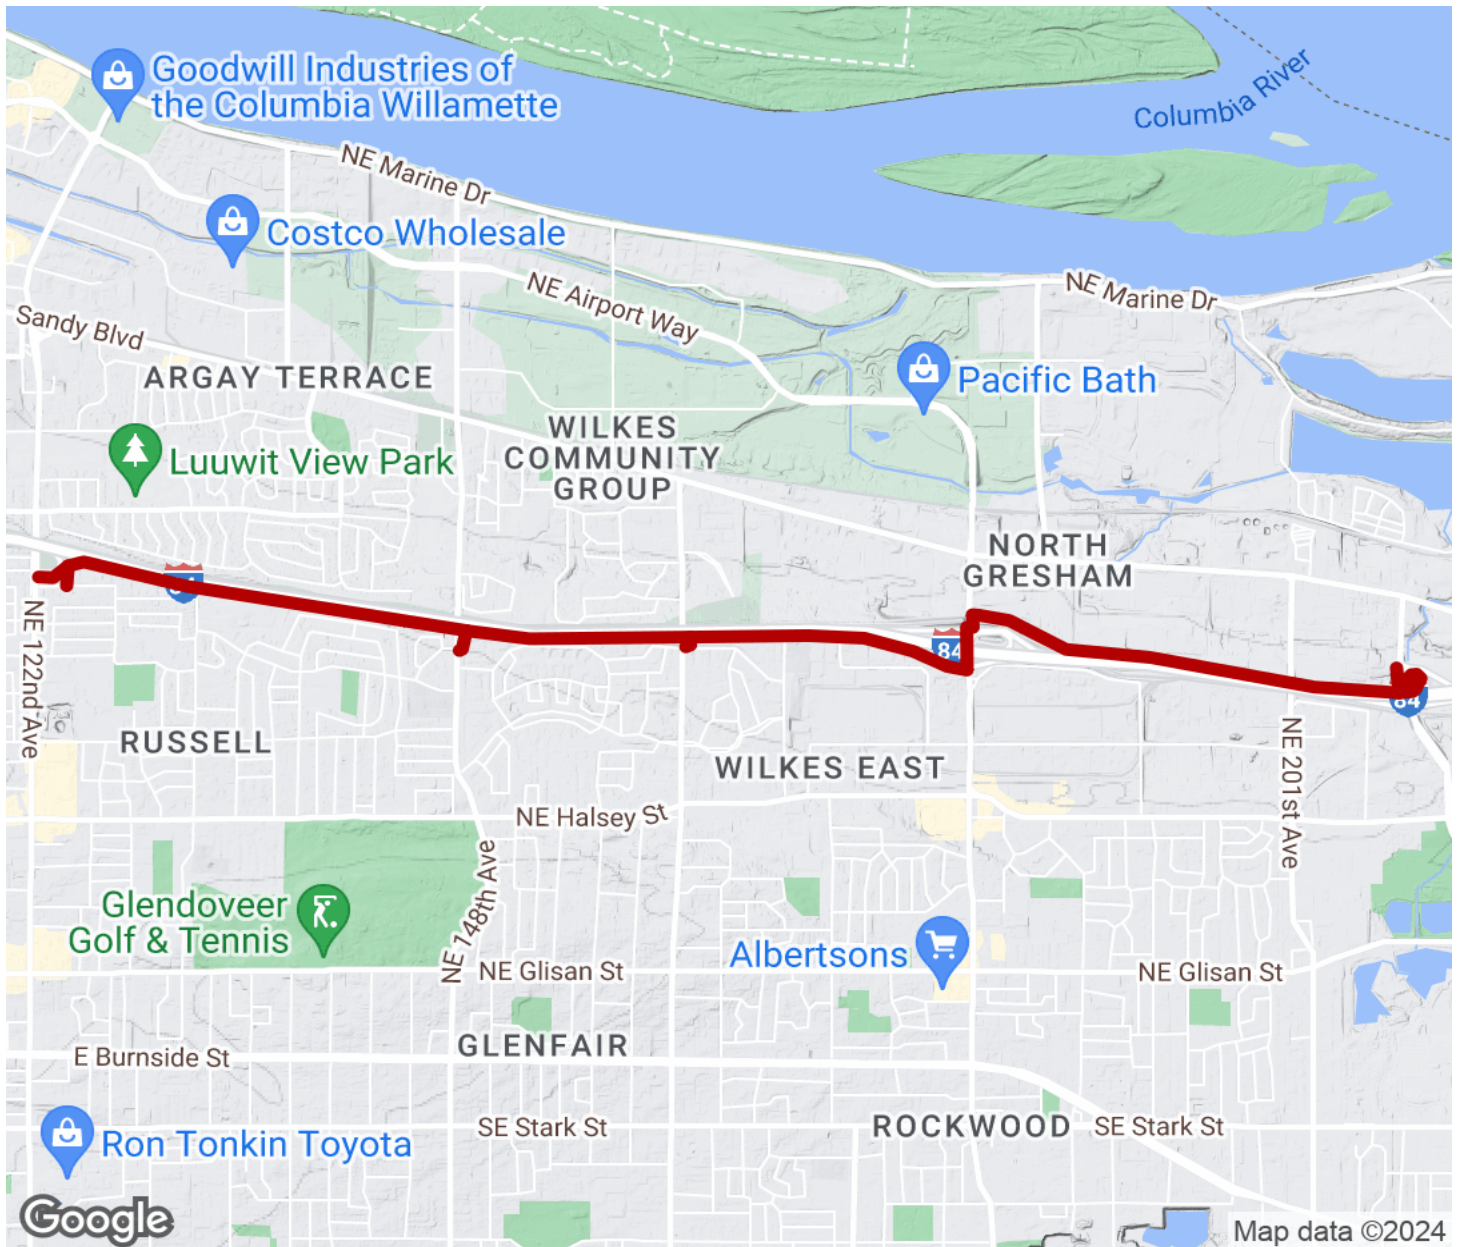 Goodwill Industries of
the Columbia Willamette
Columbia River
NE Marine Dr
Costco Wholesale
NE Airport Way
NE Marine Dr
Sandy Blvd
ARGAY TERRACE
Pacific Bath
WILKES
COMMUNITY
GROUP
Luuwit View Park
NORTH
GRESHAM
84
NE 122nd Ave
84
RUSSELL
WILKES EAST
NE 201st Ave
NE Halsey St
NE 148th Ave
Glendoveer
Golf & Tennis
Albertsons
NE Glisan St
NE Glisan St
GLENFAIR
E Burnside St
ROCKWOOD
SE Stark St
SE Stark St
Ron Tonkin Toyota
Google
Map data ©2024